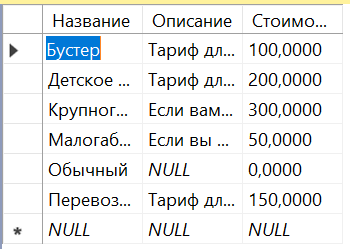 Название Описание Стоимо...
Бустер Тариф дл... 100,0000
Детское ... Тариф дл... 200,0000
Крупног... Если вам... 300,0000
Малогаб... Если вы ... 50,0000
Обычный NULL 0,0000
Перевоз... Тариф дл... 150,0000
NULL NULL NULL